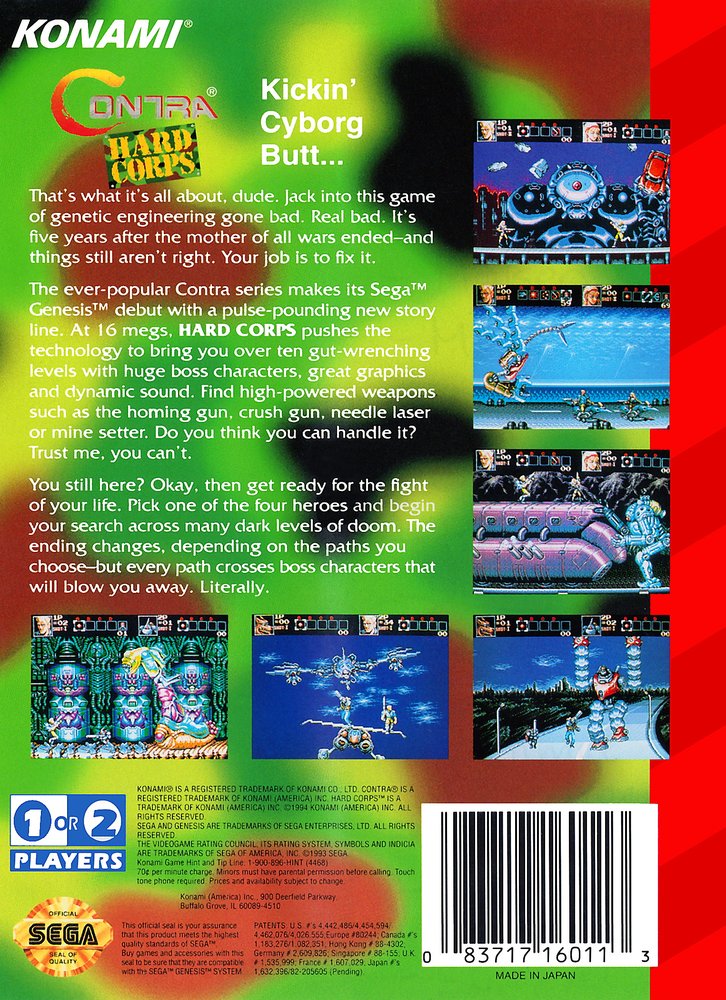 KONAMI®
CONTRA®
HARD
CORPS™
Kickin'
Cyborg
Butt...
That's what it's all about, dude. Jack into this game
of genetic engineering gone bad. Real bad. It's
five years after the mother of all wars ended–and
things still aren't right. Your job is to fix it.
The ever-popular Contra series makes its Sega™
Genesis™ debut with a pulse-pounding new story
line. At 16 megs, HARD CORPS pushes the
technology to bring you over ten gut-wrenching
levels with huge boss characters, great graphics
and dynamic sound. Find high-powered weapons
such as the homing gun, crush gun, needle laser
or mine setter. Do you think you can handle it?
Trust me, you can't.
You still here? Okay, then get ready for the fight
of your life. Pick one of the four heroes and begin
your search across many dark levels of doom. The
ending changes, depending on the paths you
choose–but every path crosses boss characters that
will blow you away. Literally.
1 OR 2
PLAYERS
KONAMI® IS A REGISTERED TRADEMARK OF KONAMI CO., LTD. CONTRA® IS A
REGISTERED TRADEMARK OF KONAMI (AMERICA) INC. HARD CORPS™ IS A
TRADEMARK OF KONAMI (AMERICA) INC. ©1994 KONAMI (AMERICA) INC. ALL
RIGHTS RESERVED.
SEGA AND GENESIS ARE TRADEMARKS OF SEGA ENTERPRISES, LTD. ALL RIGHTS
RESERVED.
THE VIDEOGAME RATING COUNCIL, ITS RATING SYSTEM, SYMBOLS AND INDICIA
ARE TRADEMARKS OF SEGA OF AMERICA, INC. ©1993 SEGA
Konami Game Hint and Tip Line: 1-900-896-HINT (4468)
70¢ per minute charge. Minors must have parental permission before calling. Touch
tone phone required. Prices and availability subject to change.
Konami (America) Inc., 900 Deerfield Parkway,
Buffalo Grove, IL 60089-4510
OFFICIAL
SEGA
SEAL OF
QUALITY
This official seal is your assurance
that this product meets the highest
quality standards of SEGA™.
Buy games and accessories with this
seal to be sure that they are compatible
with the SEGA™ GENESIS™ SYSTEM
PATENTS: U.S. #'s 4,442,486/4,454,594;
4,462,076/4,026,555; Europe #80244; Canada #'s
1,183,276/1,082,351; Hong Kong # 88-4302;
Germany # 2,609,826; Singapore # 88-155; U.K.
# 1,535,999; France # 1,607,029; Japan #'s
1,632,396/82-205605 (Pending).
0 83717 16011 3
MADE IN JAPAN